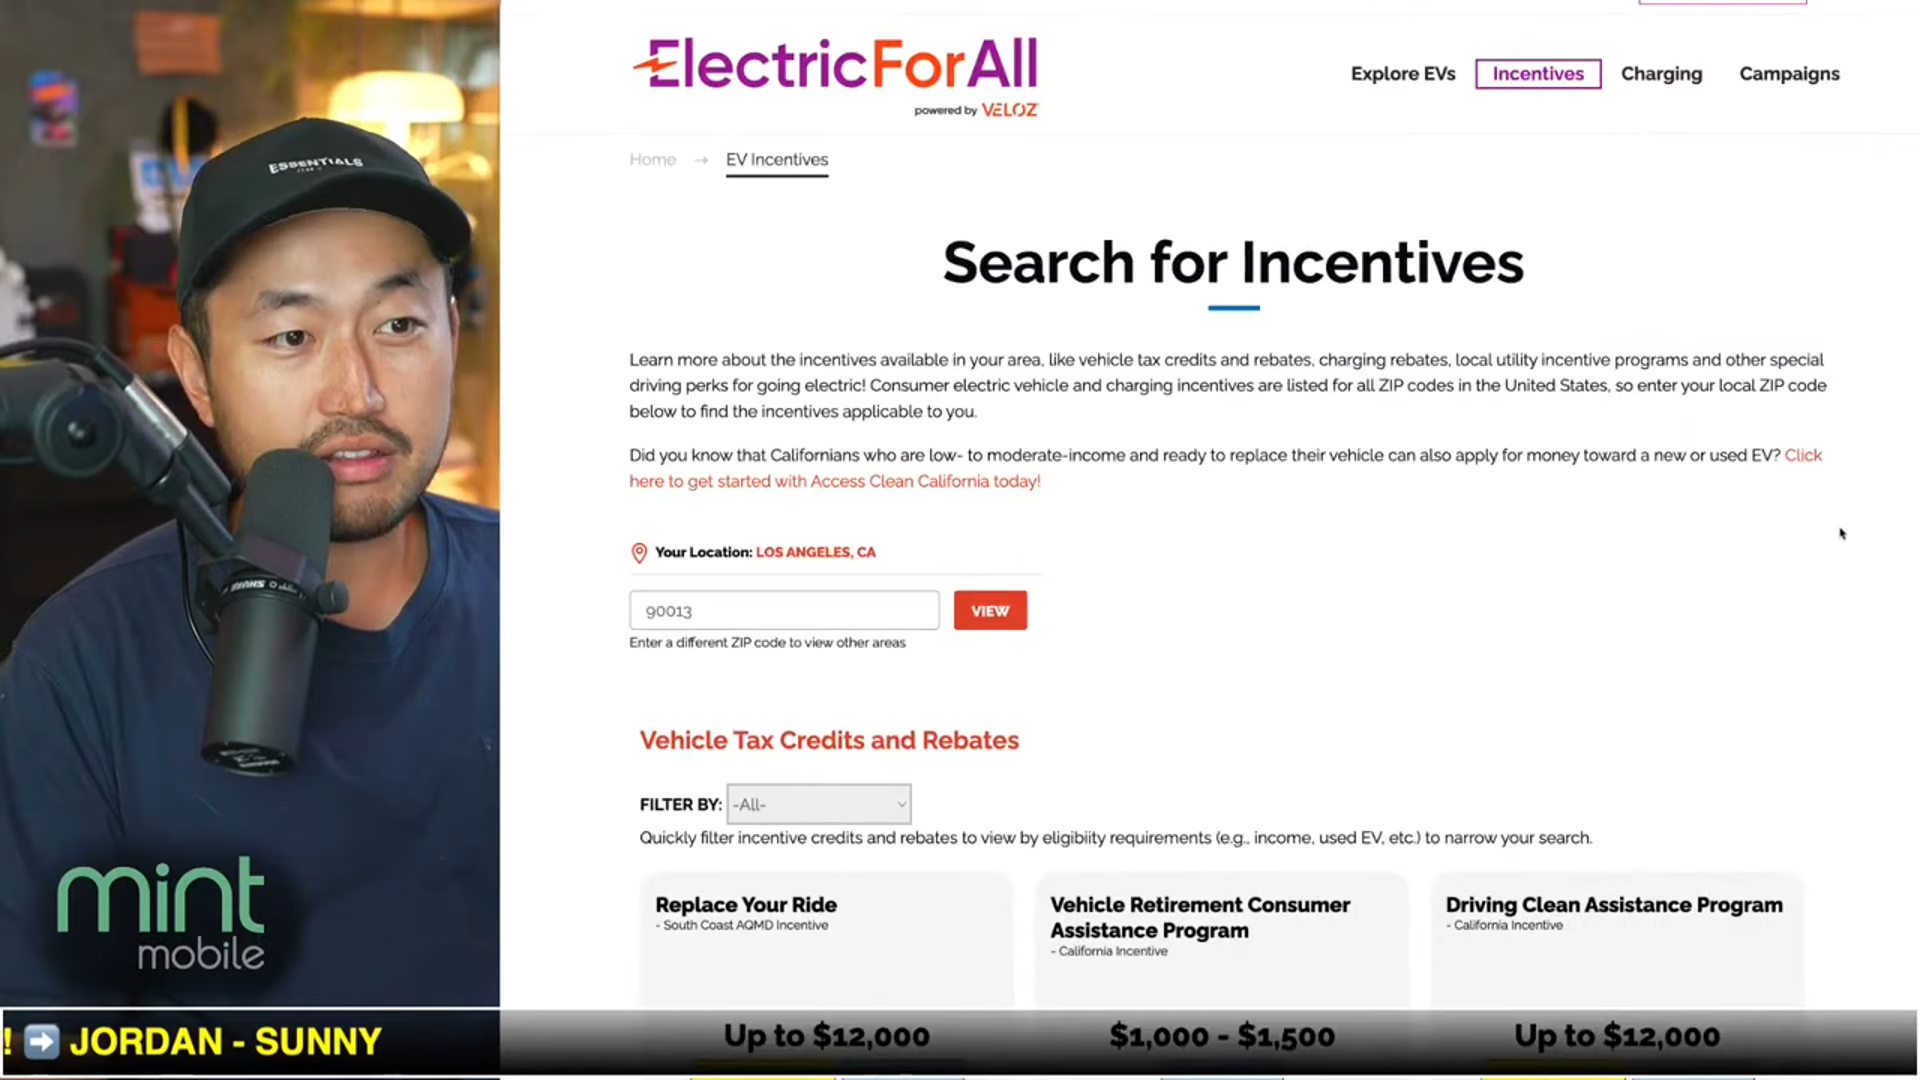 ElectricForAll
powered by VELOZ
Explore EVs
Incentives
Charging
Campaigns
Home → EV Incentives
Search for Incentives
Learn more about the incentives available in your area, like vehicle tax credits and rebates, charging rebates, local utility incentive programs and other special
driving perks for going electric! Consumer electric vehicle and charging incentives are listed for all ZIP codes in the United States, so enter your local ZIP code
below to find the incentives applicable to you.
Did you know that Californians who are low- to moderate-income and ready to replace their vehicle can also apply for money toward a new or used EV? Click
here to get started with Access Clean California today!
Your Location: LOS ANGELES, CA
90013
VIEW
Enter a different ZIP code to view other areas
Vehicle Tax Credits and Rebates
FILTER BY: -All-
Quickly filter incentive credits and rebates to view by eligibiity requirements (e.g., income, used EV, etc.) to narrow your search.
Replace Your Ride
- South Coast AQMD Incentive
Up to $12,000
Vehicle Retirement Consumer
Assistance Program
- California Incentive
$1,000 - $1,500
Driving Clean Assistance Program
- California Incentive
Up to $12,000
ESSENTIALS
SHURE
mint
mobile
! ➡️ JORDAN - SUNNY